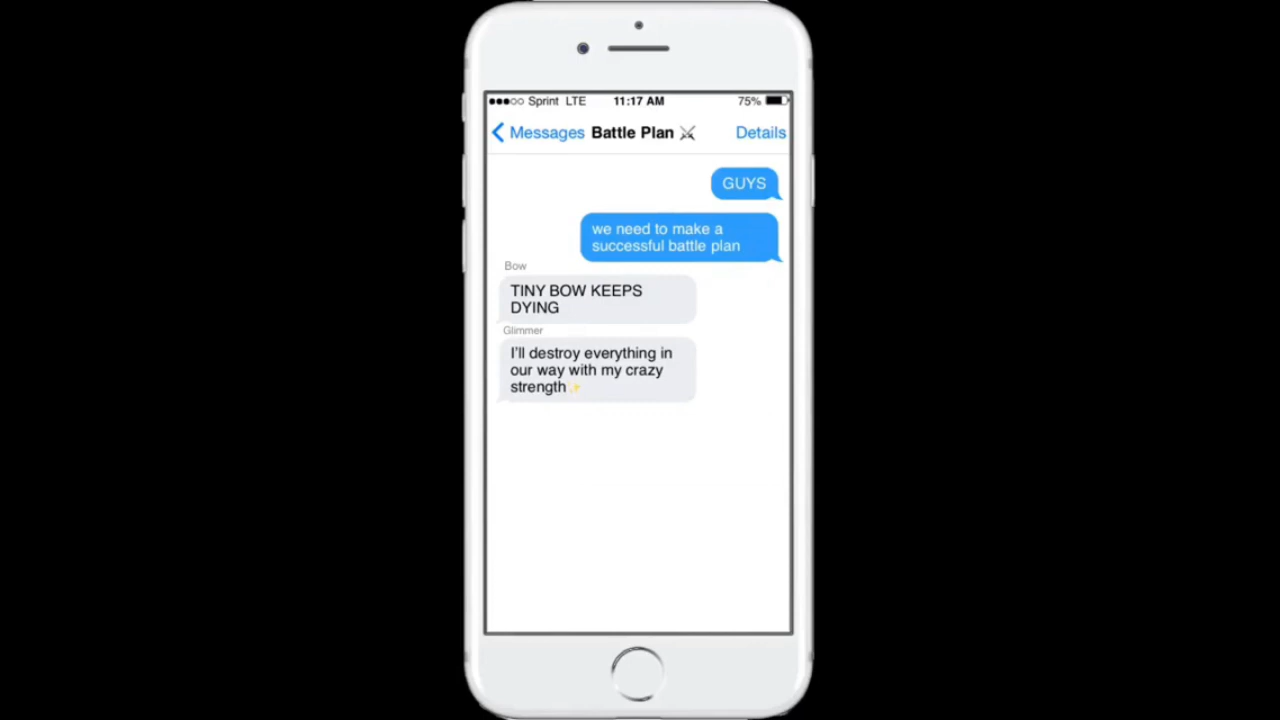 ●●●○○ Sprint LTE 11:17 AM 75%
Messages Battle Plan ⚔ Details
GUYS
we need to make a
successful battle plan
Bow
TINY BOW KEEPS
DYING
Glimmer
I'll destroy everything in
our way with my crazy
strength✨